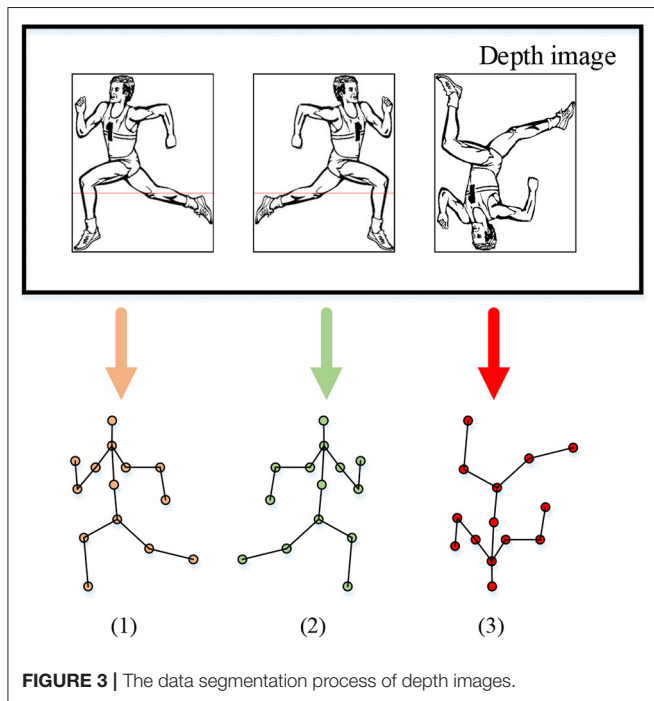 Depth image
(1) (2) (3)
FIGURE 3 | The data segmentation process of depth images.